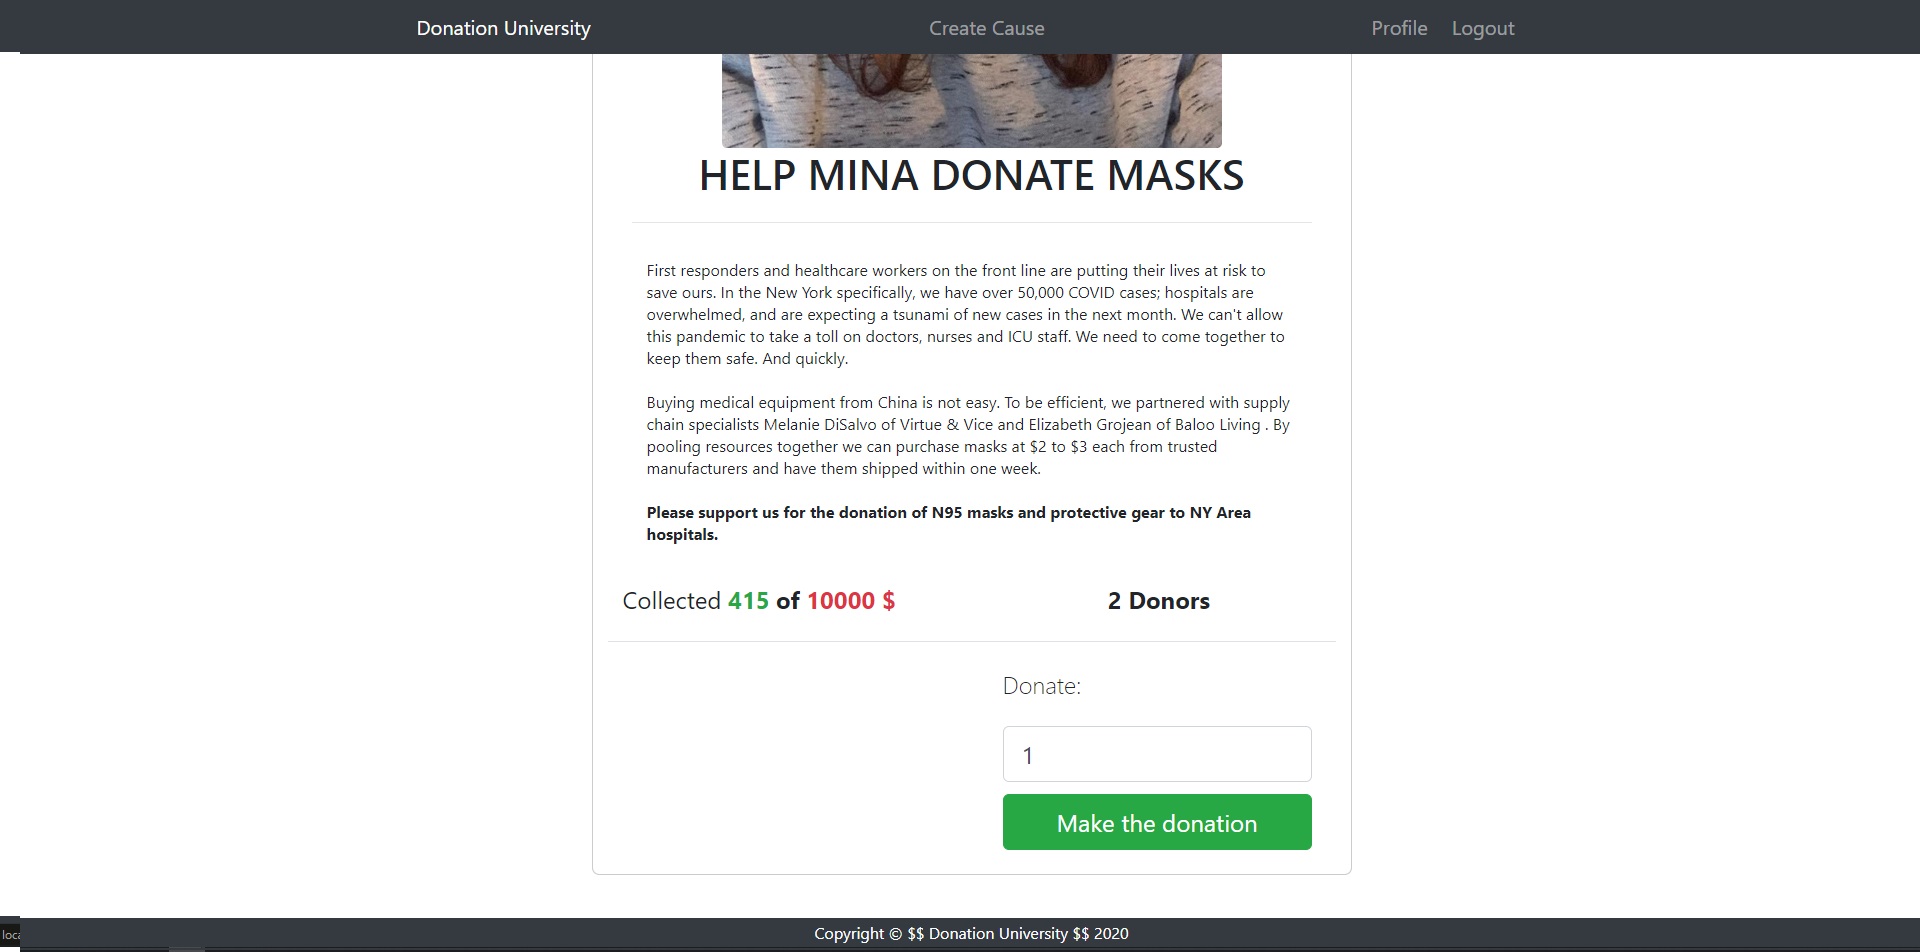 Donation University
Create Cause
Profile
Logout
HELP MINA DONATE MASKS
First responders and healthcare workers on the front line are putting their lives at risk to
save ours. In the New York specifically, we have over 50,000 COVID cases; hospitals are
overwhelmed, and are expecting a tsunami of new cases in the next month. We can't allow
this pandemic to take a toll on doctors, nurses and ICU staff. We need to come together to
keep them safe. And quickly.
Buying medical equipment from China is not easy. To be efficient, we partnered with supply
chain specialists Melanie DiSalvo of Virtue & Vice and Elizabeth Grojean of Baloo Living . By
pooling resources together we can purchase masks at $2 to $3 each from trusted
manufacturers and have them shipped within one week.
Please support us for the donation of N95 masks and protective gear to NY Area
hospitals.
Collected 415 of 10000 $
2 Donors
Donate:
1
Make the donation
Copyright © $$ Donation University $$ 2020